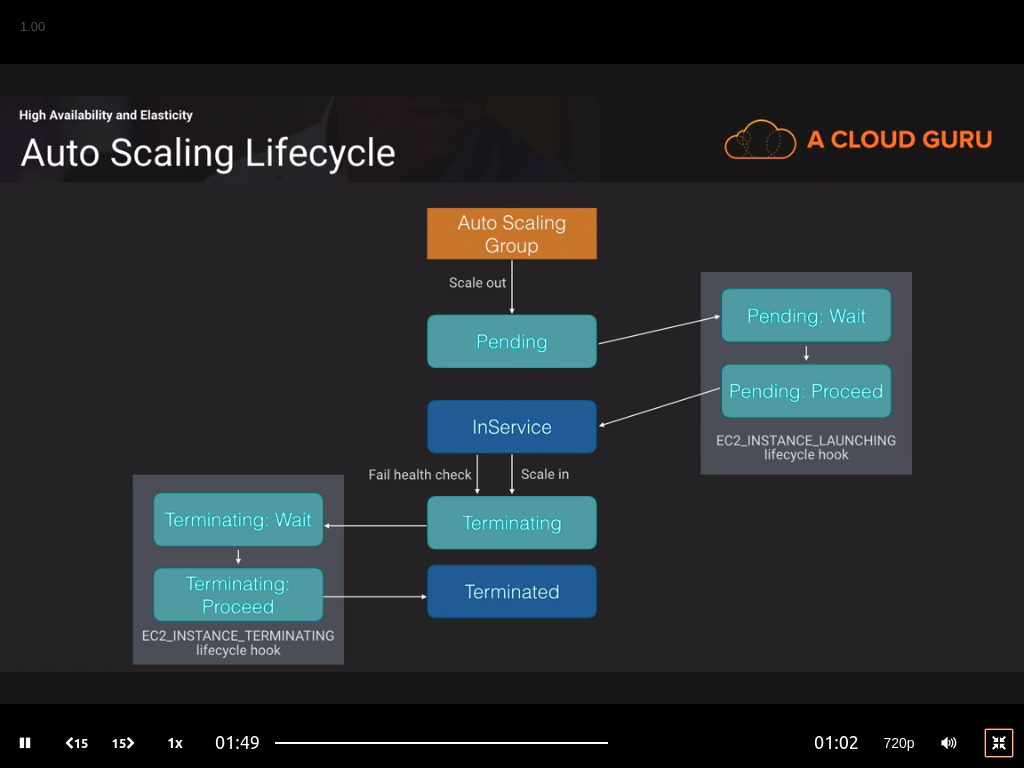 1.00
High Availability and Elasticity
Auto Scaling Lifecycle
A CLOUD GURU
Auto Scaling
Group
Scale out
Pending
Pending: Wait
Pending: Proceed
EC2_INSTANCE_LAUNCHING
lifecycle hook
InService
Fail health check
Scale in
Terminating
Terminating: Wait
Terminating:
Proceed
EC2_INSTANCE_TERMINATING
lifecycle hook
Terminated
15
15
1x
01:49
01:02
720p